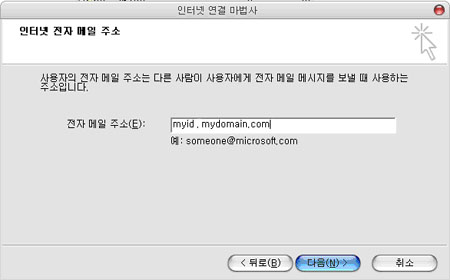 인터넷 연결 마법사
인터넷 전자 메일 주소
사용자의 전자 메일 주소는 다른 사람이 사용자에게 전자 메일 메시지를 보낼 때 사용하는
주소입니다.
전자 메일 주소(E): myid . mydomain.com
예: someone@microsoft.com
< 뒤로(B) 다음(N) > 취소